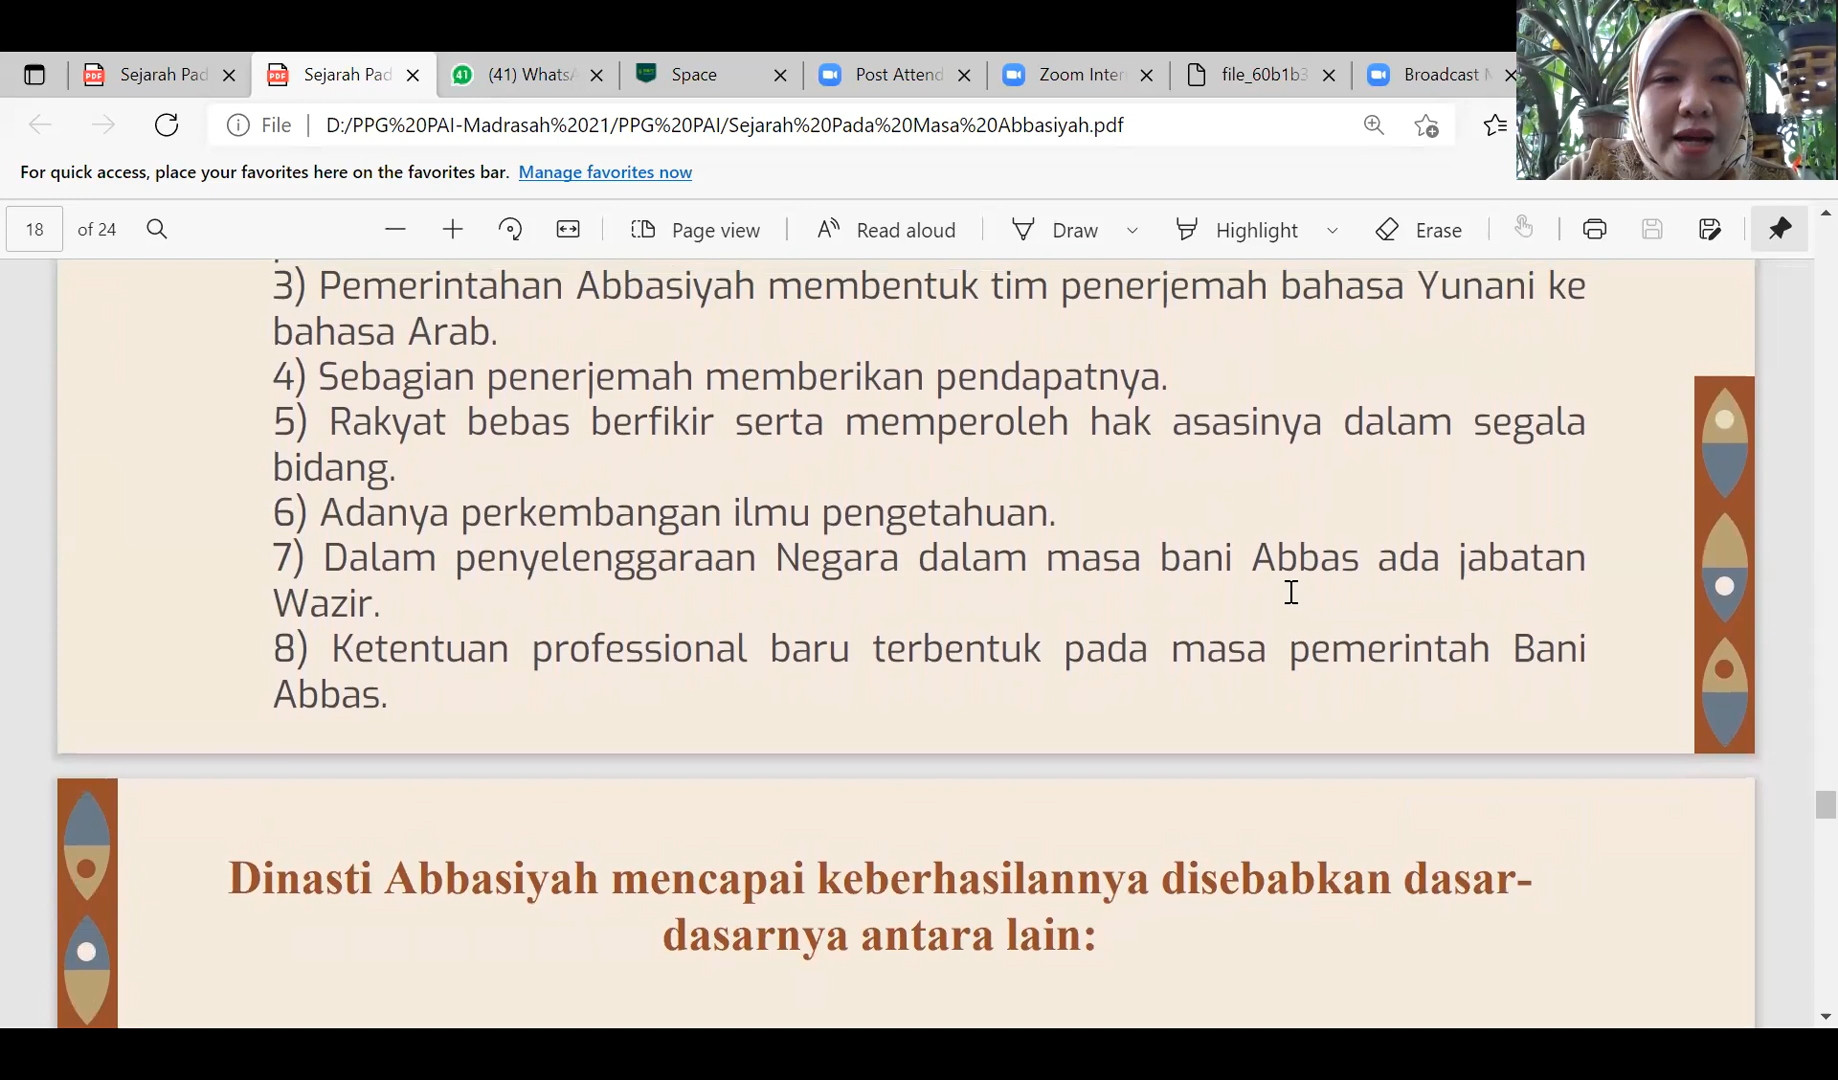 Sejarah Pad
Sejarah Pad
41
(41) WhatsA
Space
Post Attend
Zoom Inter
file_60b1b3
Broadcast M
File
D:/PPG%20PAI-Madrasah%2021/PPG%20PAI/Sejarah%20Pada%20Masa%20Abbasiyah.pdf
For quick access, place your favorites here on the favorites bar. Manage favorites now
18 of 24
Page view
Read aloud
Draw
Highlight
Erase
3) Pemerintahan Abbasiyah membentuk tim penerjemah bahasa Yunani ke
bahasa Arab.
4) Sebagian penerjemah memberikan pendapatnya.
5) Rakyat bebas berfikir serta memperoleh hak asasinya dalam segala
bidang.
6) Adanya perkembangan ilmu pengetahuan.
7) Dalam penyelenggaraan Negara dalam masa bani Abbas ada jabatan
Wazir.
8) Ketentuan professional baru terbentuk pada masa pemerintah Bani
Abbas.
Dinasti Abbasiyah mencapai keberhasilannya disebabkan dasar-
dasarnya antara lain: